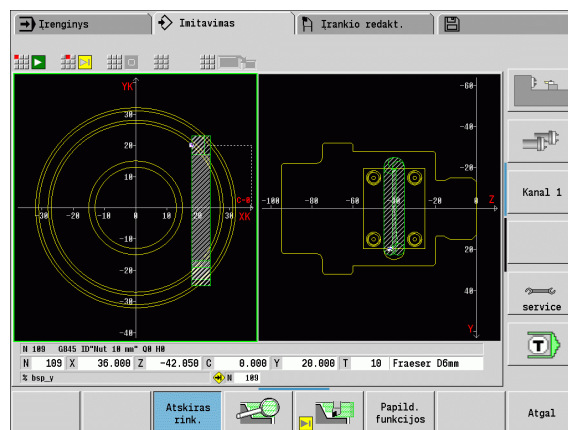 Įrenginys
Imitavimas
Įrankio redakt.
YK
30
20
10
-30 -20 -10 10 20 30
C=0
XK
-10
-20
-30
-40
-60
-40
-20
-100 -80 -60 -40 -20 0
Z
20
40
Y
Kanal 1
service
T
N 109 G845 ID"Nut 10 mm" Q0 H0
N 109 X 36.000 Z -42.050 C 0.000 Y 20.000 T 10 Fraeser D6mm
% bsp_y N 109
Atskiras
rink.
Papild.
funkcijos
Atgal